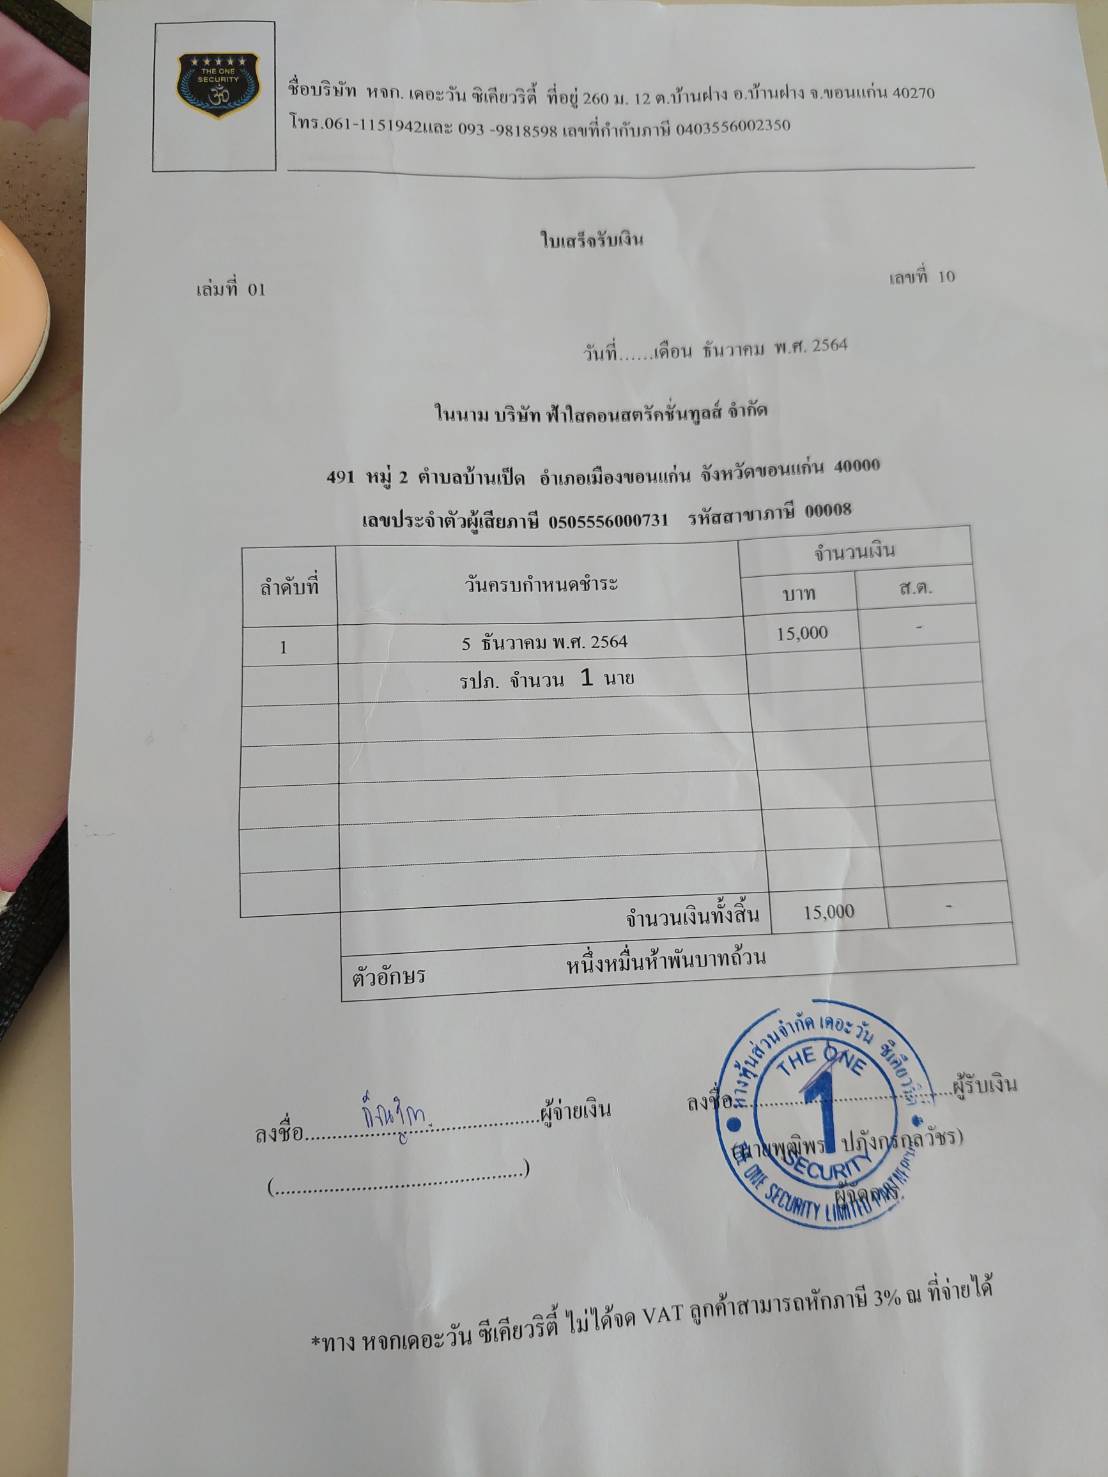 ★★★★★
THE ONE
SECURITY
ชื่อบริษัท หจก. เดอะวัน ซิเคียวริตี้ ที่อยู่ 260 ม. 12 ต.บ้านฝาง อ.บ้านฝาง จ.ขอนแก่น 40270
โทร.061-1151942และ 093 -9818598 เลขที่กำกับภาษี 0403556002350
ใบเสร็จรับเงิน
เล่มที่ 01
เลขที่ 10
วันที่......เดือน ธันวาคม พ.ศ. 2564
ในนาม บริษัท ฟ้าใสคอนสตรัคชั่นทูลส์ จำกัด
491 หมู่ 2 ตำบลบ้านเป็ด อำเภอเมืองขอนแก่น จังหวัดขอนแก่น 40000
เลขประจำตัวผู้เสียภาษี 0505556000731 รหัสสาขาภาษี 00008
ลำดับที่ วันครบกำหนดชำระ จำนวนเงิน
บาท ส.ต.
1 5 ธันวาคม พ.ศ. 2564 15,000 -
รปภ. จำนวน 1 นาย
จำนวนเงินทั้งสิ้น 15,000 -
ตัวอักษร หนึ่งหมื่นห้าพันบาทถ้วน
ลงชื่อ........................................ผู้จ่ายเงิน
(..........................................)
ลงชื่อ........................................ผู้รับเงิน
(นายพุฒิพร ปภังกรกุลวัชร)
ผู้จัดการ
ห้างหุ้นส่วนจำกัด เดอะวัน ซีเคียวริตี้
THE ONE
1
SECURITY
THE ONE SECURITY LIMITED PARTNERSHIP
*ทาง หจกเดอะวัน ซีเคียวริตี้ ไม่ได้จด VAT ลูกค้าสามารถหักภาษี 3% ณ ที่จ่ายได้